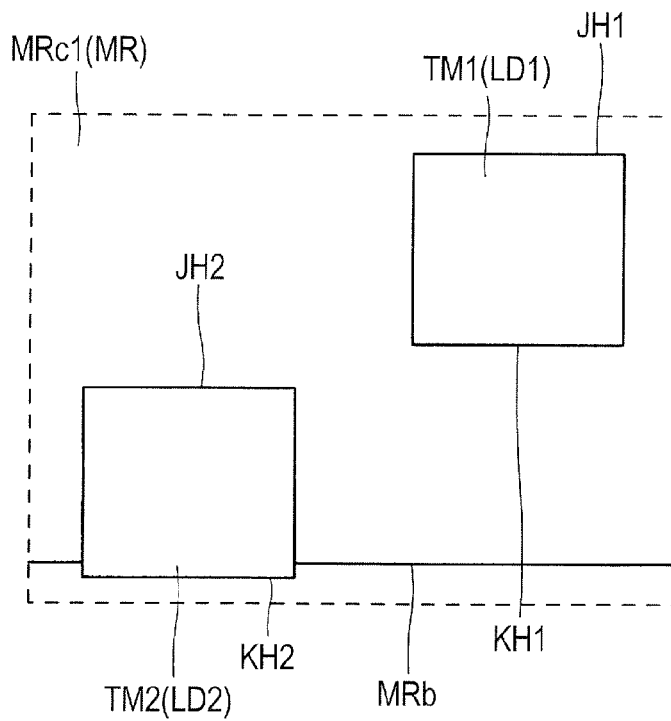 JH1
MRc1(MR)
TM1(LD1)
JH2
KH2
KH1
TM2(LD2)
MRb